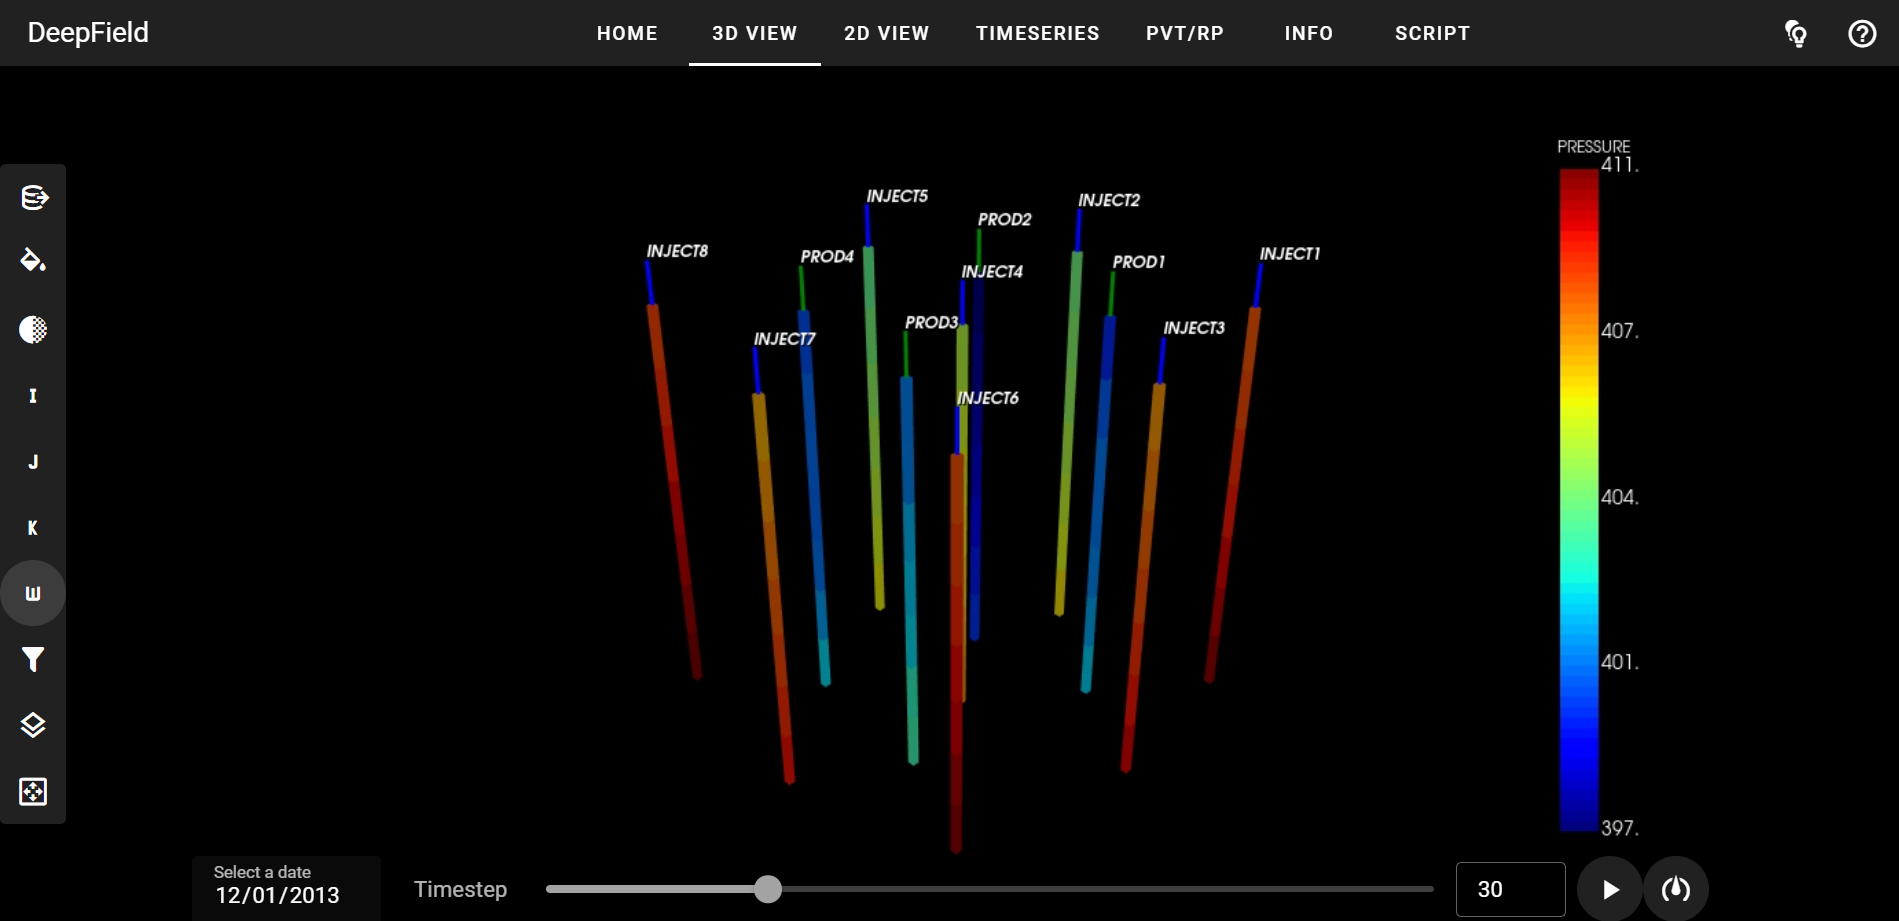 DeepField
HOME
3D VIEW
2D VIEW
TIMESERIES
PVT/RP
INFO
SCRIPT
PRESSURE
411.
407.
404.
401.
397.
INJECT5
INJECT2
PROD2
INJECT8
PROD4
INJECT4
PROD1
INJECT1
PROD3
INJECT3
INJECT7
INJECT6
I
J
K
W
Select a date
12/01/2013
Timestep
30